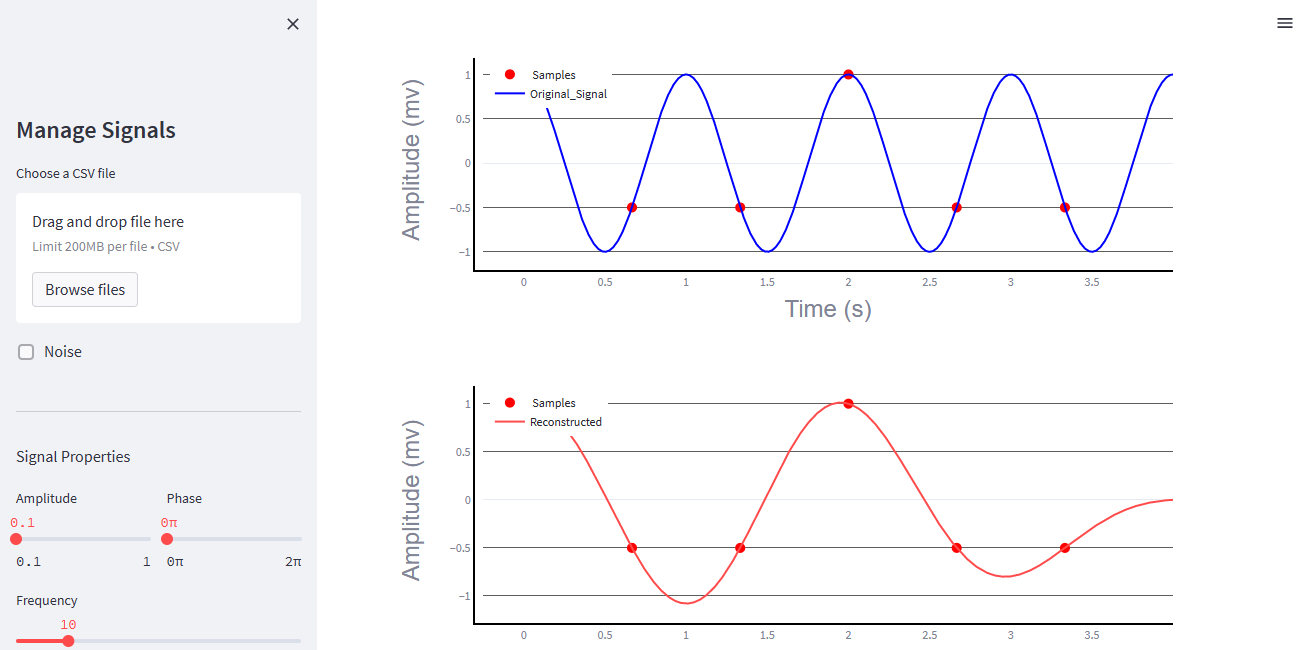 Manage Signals
Choose a CSV file
Drag and drop file here
Limit 200MB per file • CSV
Browse files
Noise
Signal Properties
Amplitude Phase
0.1 0π
0.1 1 0π 2π
Frequency
10
Amplitude (mv)
1
0.5
0
−0.5
−1
Samples
Original_Signal
0 0.5 1 1.5 2 2.5 3 3.5
Time (s)
Amplitude (mv)
1
0.5
0
−0.5
−1
Samples
Reconstructed
0 0.5 1 1.5 2 2.5 3 3.5